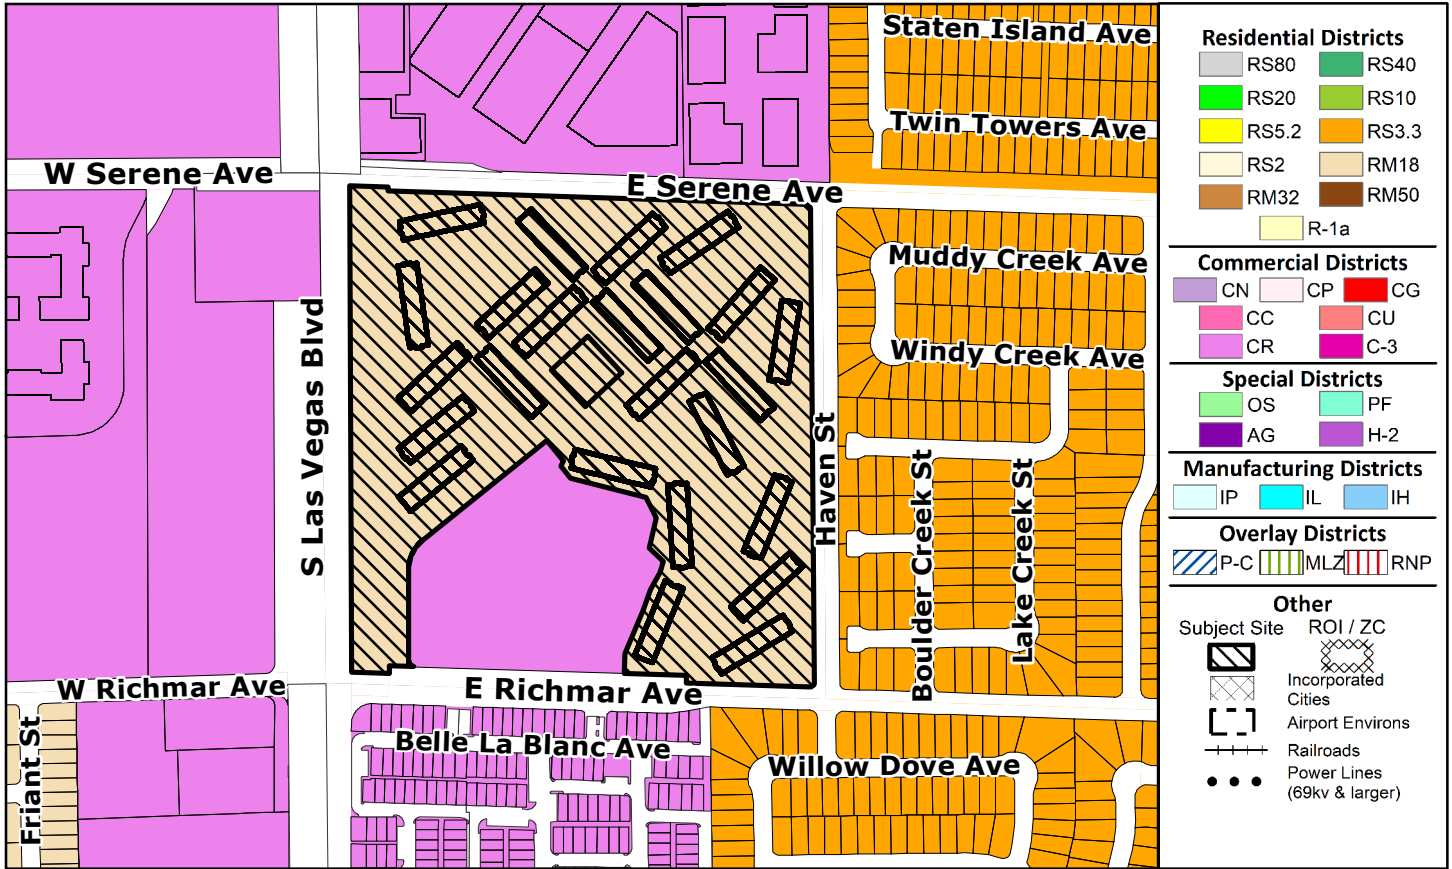 Staten Island Ave
Twin Towers Ave
W Serene Ave
E Serene Ave
Muddy Creek Ave
Windy Creek Ave
S Las Vegas Blvd
Haven St
Boulder Creek St
Lake Creek St
W Richmar Ave
E Richmar Ave
Friant St
Belle La Blanc Ave
Willow Dove Ave
Residential Districts
RS80 RS40
RS20 RS10
RS5.2 RS3.3
RS2 RM18
RM32 RM50
R-1a
Commercial Districts
CN CP CG
CC CU
CR C-3
Special Districts
OS PF
AG H-2
Manufacturing Districts
IP IL IH
Overlay Districts
P-C MLZ RNP
Other
Subject Site ROI / ZC
Incorporated
Cities
Airport Environs
Railroads
Power Lines
(69kv & larger)